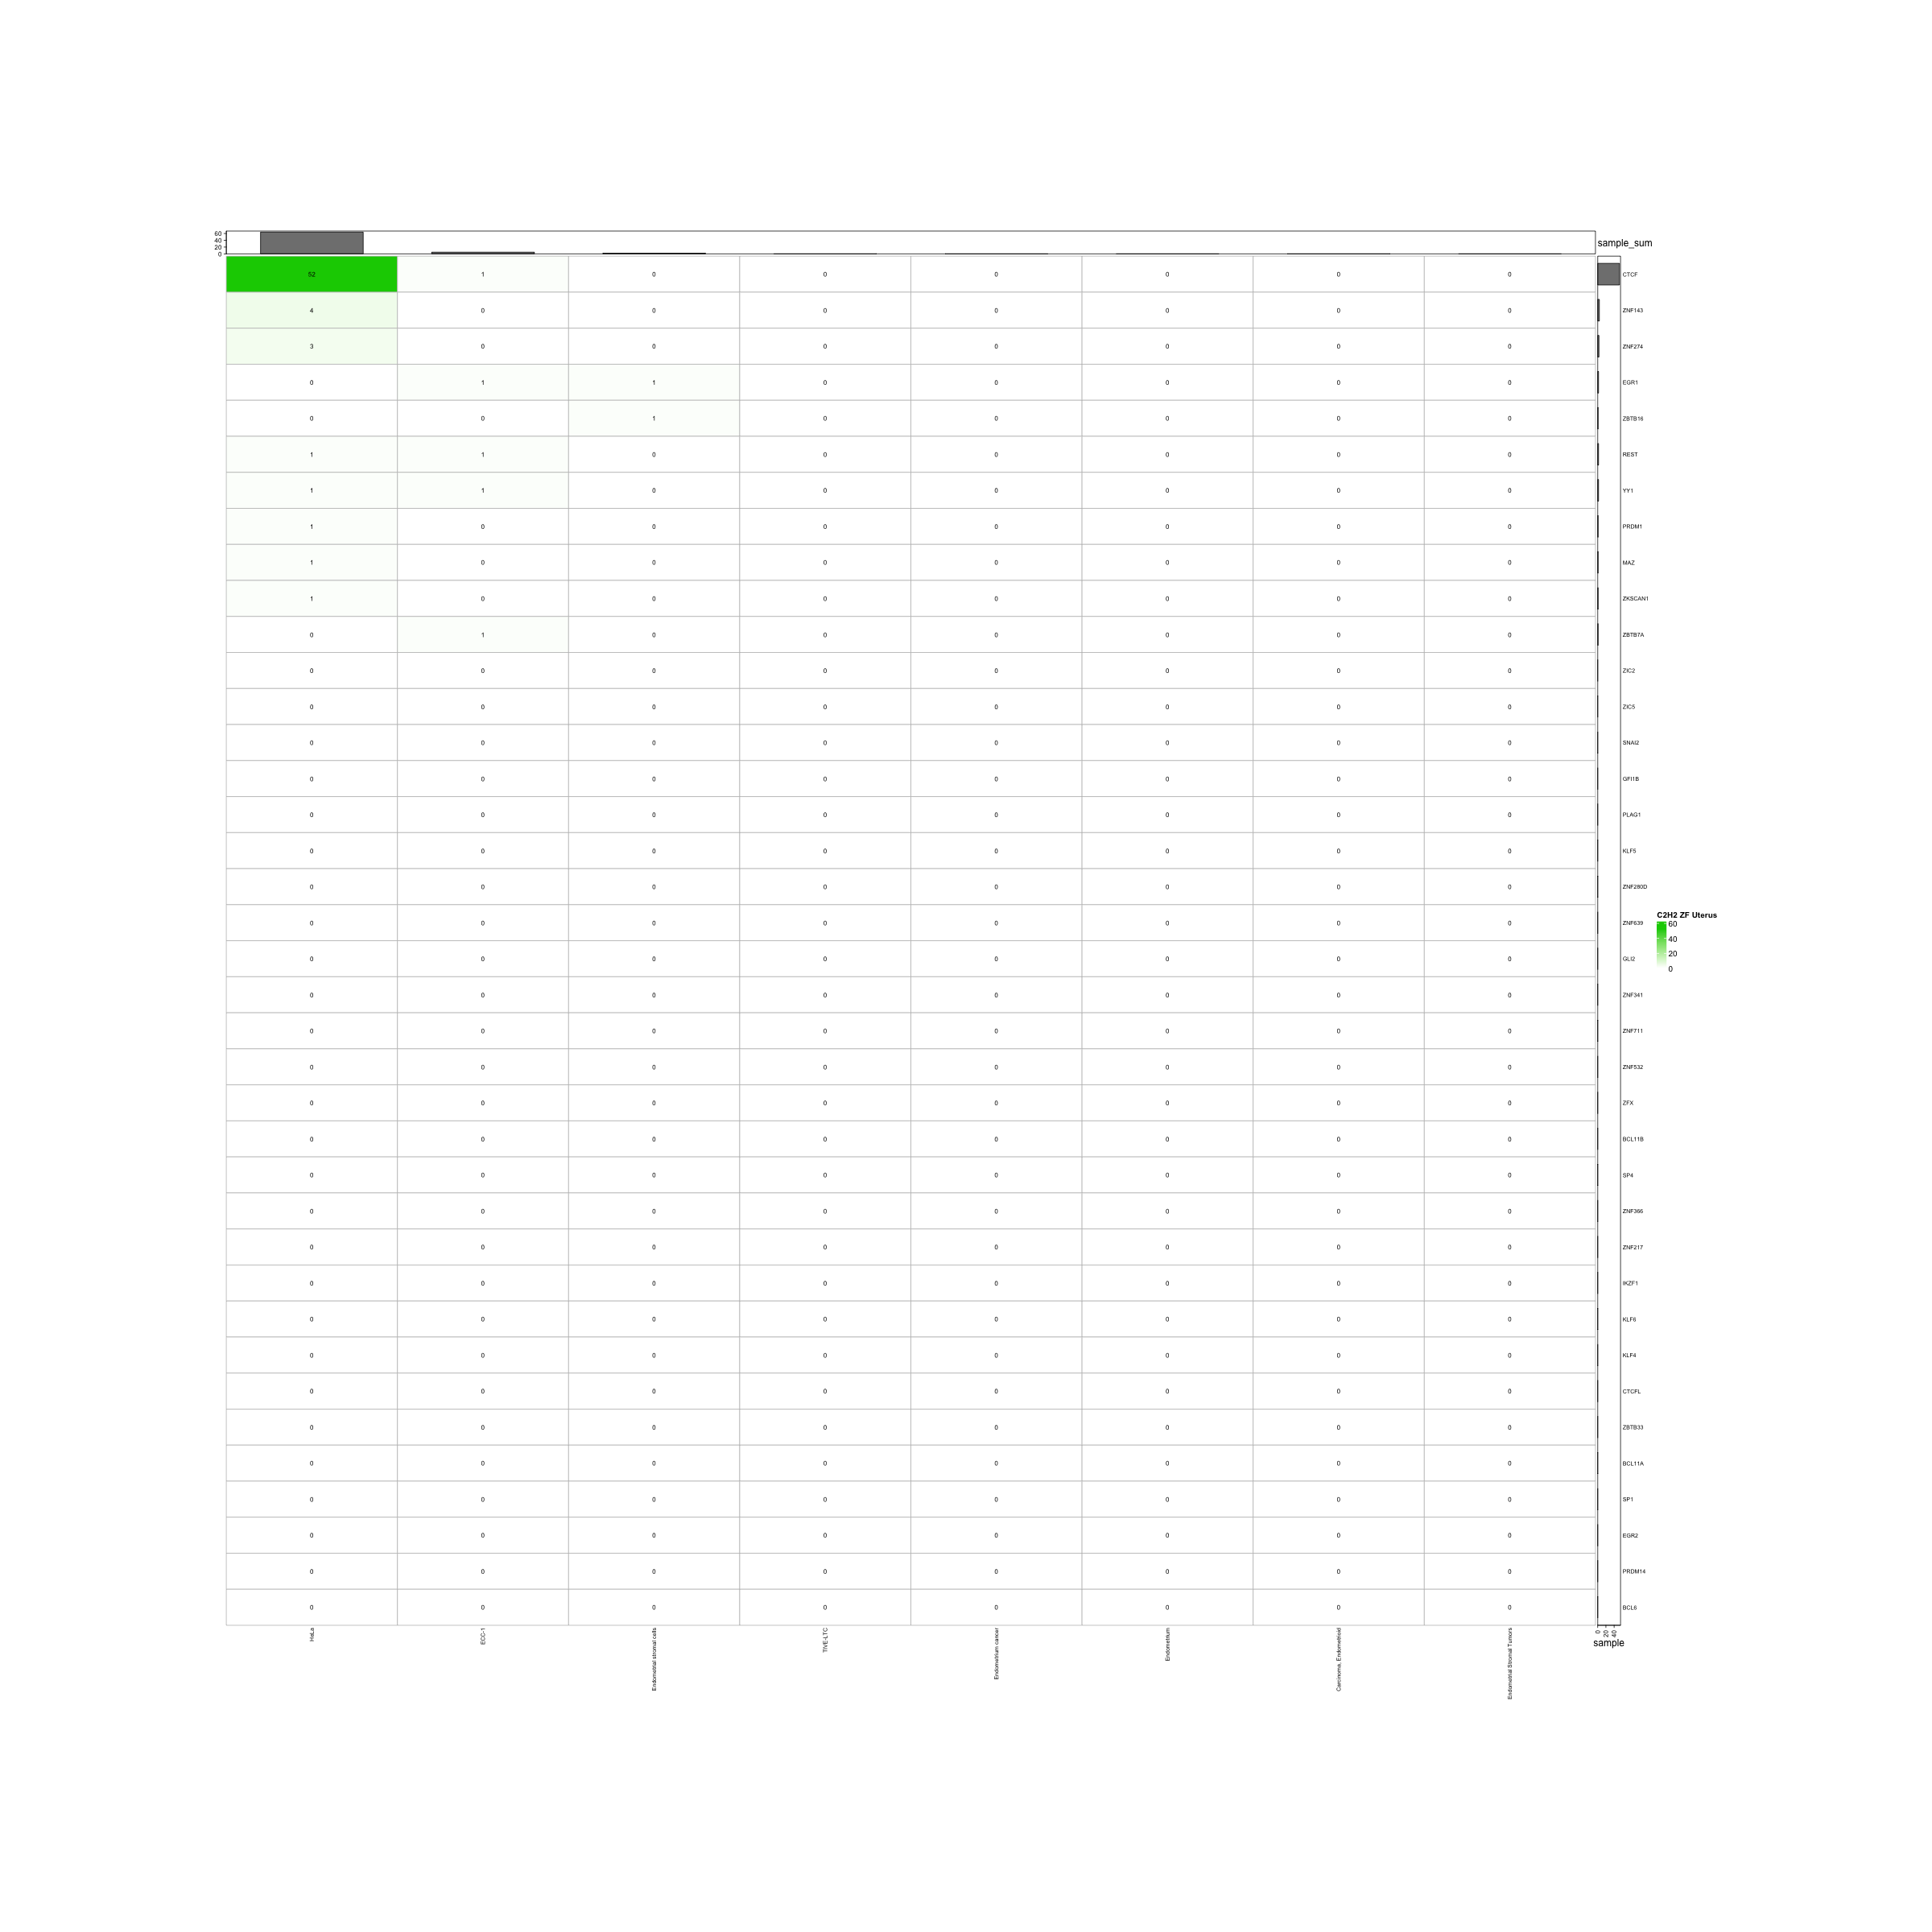 60
40
20
0
sample_sum
52 1 0 0 0 0 0 0 CTCF
4 0 0 0 0 0 0 0 ZNF143
3 0 0 0 0 0 0 0 ZNF274
0 1 1 0 0 0 0 0 EGR1
0 0 1 0 0 0 0 0 ZBTB16
1 1 0 0 0 0 0 0 REST
1 1 0 0 0 0 0 0 YY1
1 0 0 0 0 0 0 0 PRDM1
1 0 0 0 0 0 0 0 MAZ
1 0 0 0 0 0 0 0 ZKSCAN1
0 1 0 0 0 0 0 0 ZBTB7A
0 0 0 0 0 0 0 0 ZIC2
0 0 0 0 0 0 0 0 ZIC5
0 0 0 0 0 0 0 0 SNAI2
0 0 0 0 0 0 0 0 GFI1B
0 0 0 0 0 0 0 0 PLAG1
0 0 0 0 0 0 0 0 KLF5
0 0 0 0 0 0 0 0 ZNF280D
0 0 0 0 0 0 0 0 ZNF639
0 0 0 0 0 0 0 0 GLI2
0 0 0 0 0 0 0 0 ZNF341
0 0 0 0 0 0 0 0 ZNF711
0 0 0 0 0 0 0 0 ZNF532
0 0 0 0 0 0 0 0 ZFX
0 0 0 0 0 0 0 0 BCL11B
0 0 0 0 0 0 0 0 SP4
0 0 0 0 0 0 0 0 ZNF366
0 0 0 0 0 0 0 0 ZNF217
0 0 0 0 0 0 0 0 IKZF1
0 0 0 0 0 0 0 0 KLF6
0 0 0 0 0 0 0 0 KLF4
0 0 0 0 0 0 0 0 CTCFL
0 0 0 0 0 0 0 0 ZBTB33
0 0 0 0 0 0 0 0 BCL11A
0 0 0 0 0 0 0 0 SP1
0 0 0 0 0 0 0 0 EGR2
0 0 0 0 0 0 0 0 PRDM14
0 0 0 0 0 0 0 0 BCL6
HeLa
ECC-1
Endometrial stromal cells
TIVE-LTC
Endometrium cancer
Endometrium
Carcinoma, Endometrioid
Endometrial Stromal Tumors
0
20
40
sample
C2H2 ZF Uterus
60
40
20
0